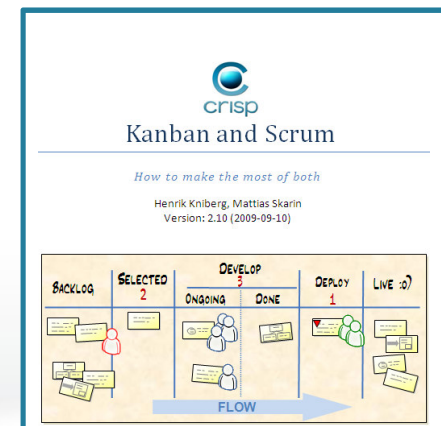 crisp
Kanban and Scrum
How to make the most of both
Henrik Kniberg, Mattias Skarin
Version: 2.10 (2009-09-10)
BACKLOG
SELECTED
2
DEVELOP
3
ONGOING
DONE
DEPLOY
1
LIVE :o)
FLOW